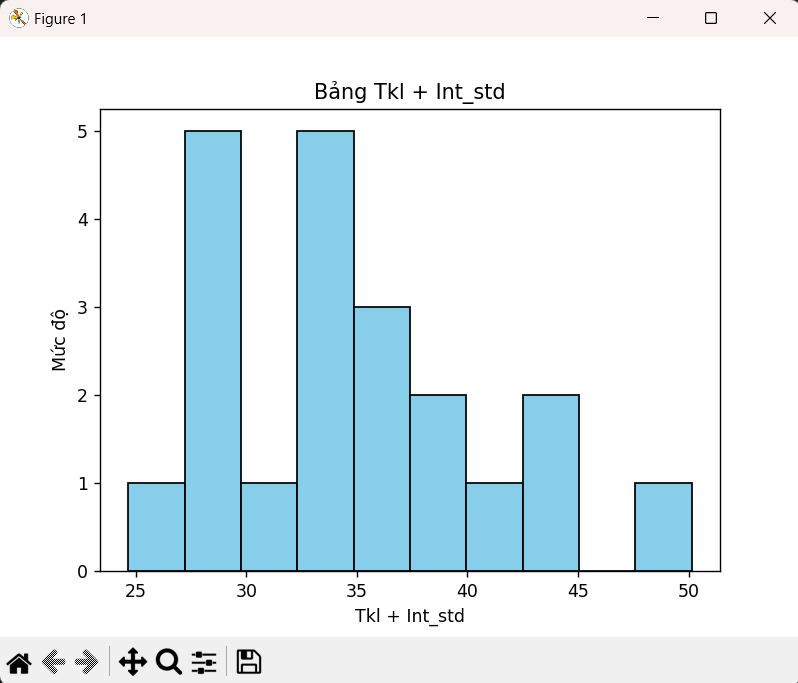 Figure 1
Bảng Tkl + Int_std
5
4
3
2
1
0
Mức độ
25 30 35 40 45 50
Tkl + Int_std